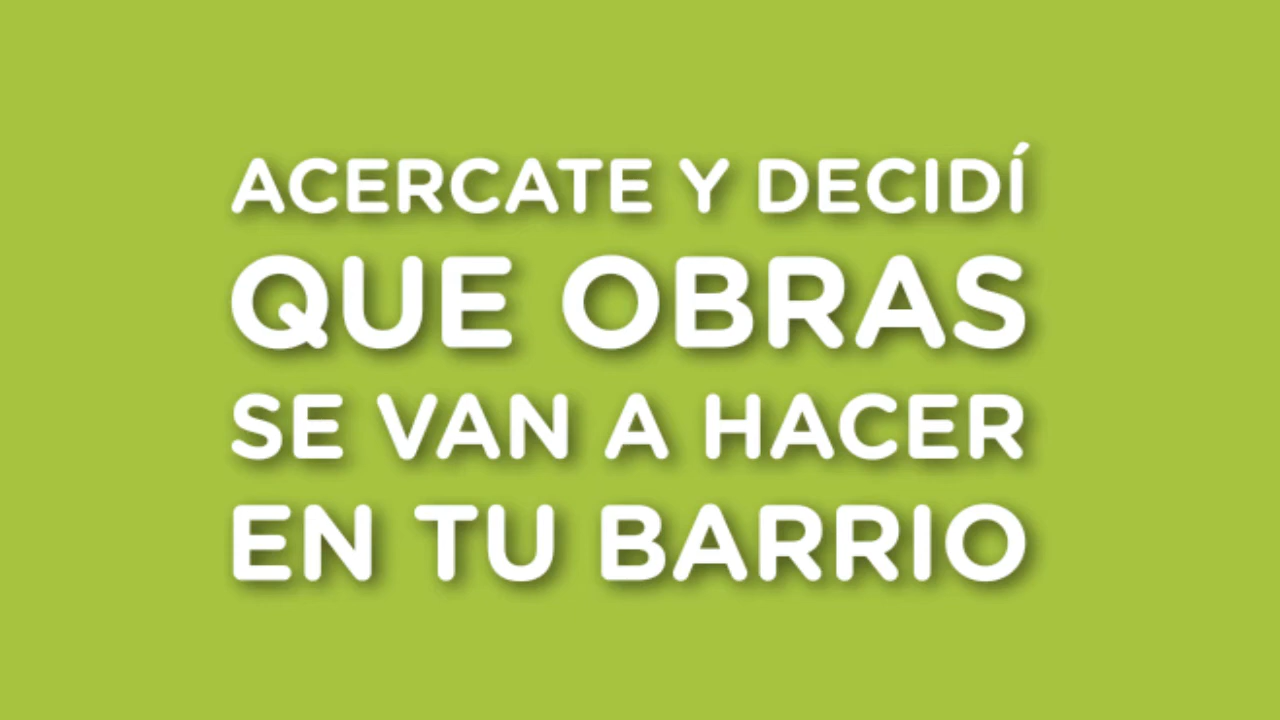 ACERCATE Y DECIDÍ
QUE OBRAS
SE VAN A HACER
EN TU BARRIO